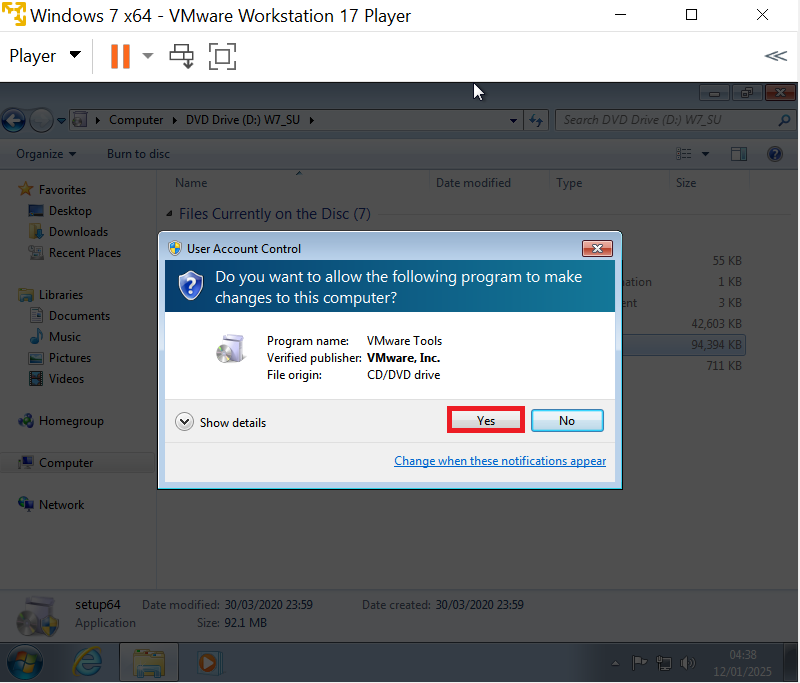 Windows 7 x64 - VMware Workstation 17 Player
Player
Computer DVD Drive (D:) W7_SU
Search DVD Drive (D:) W7_SU
Organize Burn to disc
Name Date modified Type Size
Favorites
Desktop
Downloads
Recent Places
Libraries
Documents
Music
Pictures
Videos
Homegroup
Computer
Network
Files Currently on the Disc (7)
55 KB
ation 1 KB
ent 3 KB
42,603 KB
94,394 KB
711 KB
User Account Control
Do you want to allow the following program to make
changes to this computer?
Program name: VMware Tools
Verified publisher: VMware, Inc.
File origin: CD/DVD drive
Show details
Yes
No
Change when these notifications appear
setup64 Date modified: 30/03/2020 23:59 Date created: 30/03/2020 23:59
Application Size: 92.1 MB
04:38
12/01/2025